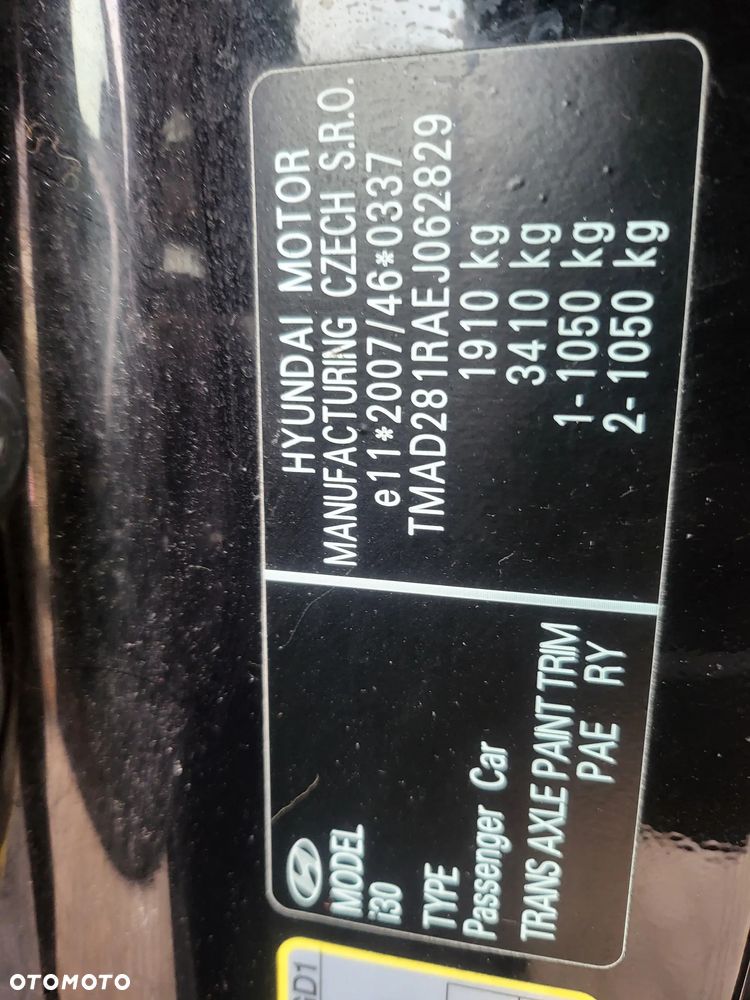 HYUNDAI MOTOR
MANUFACTURING CZECH S.R.O.
e11*2007/46*0337
TMAD281RAEJ062829
1910 kg
3410 kg
1-1050 kg
2-1050 kg
MODEL
i30
TYPE
Passenger Car
TRANS AXLE PAINT TRIM
PAE RY
GD1
OTOMOTO